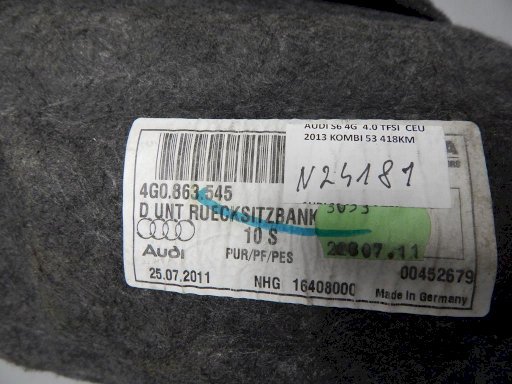 AUDI S6 4G 4.0 TFSI CEU
2013 KOMBI 53 418KM
N24181
4G0.863.545
D UNT RUECKSITZBANK
10 S
Audi
PUR/PF/PES
00452679
25.07.2011
NHG 16408000
Made in Germany